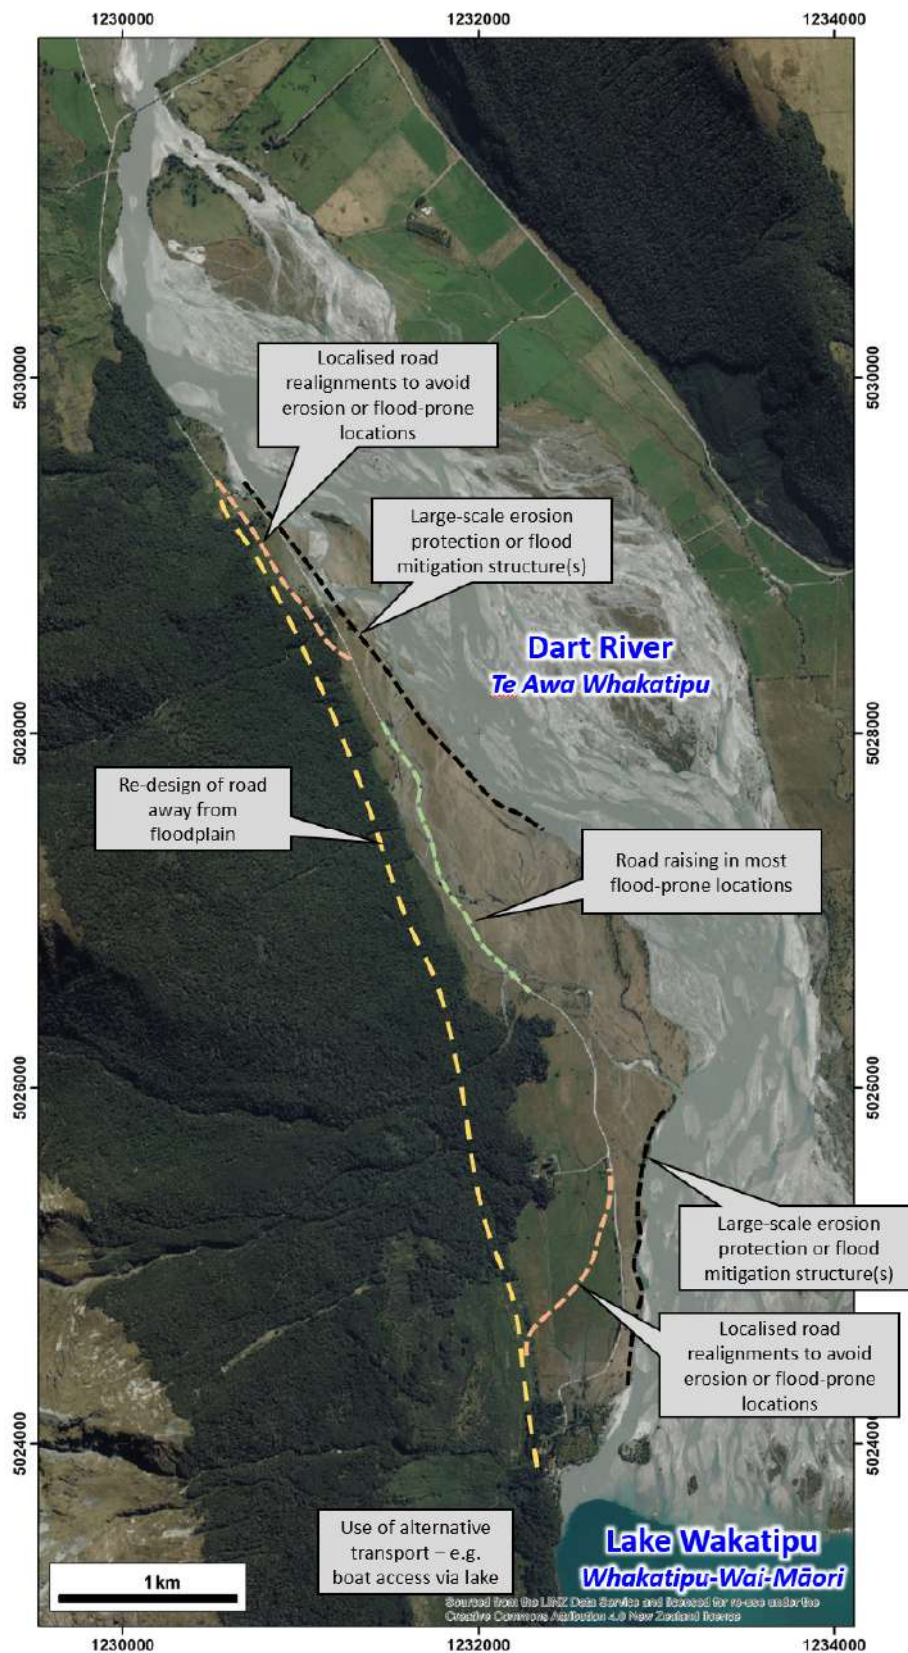 1230000
1232000
1234000
5030000
5030000
Localised road
realignments to avoid
erosion or flood-prone
locations
Large-scale erosion
protection or flood
mitigation structure(s)
Dart River
Te Awa Whakatipu
5028000
5028000
Re-design of road
away from
floodplain
Road raising in most
flood-prone locations
5026000
5026000
Large-scale erosion
protection or flood
mitigation structure(s)
Localised road
realignments to avoid
erosion or flood-prone
locations
5024000
5024000
Use of alternative
transport – e.g.
boat access via lake
Lake Wakatipu
Whakatipu-Wai-Māori
1 km
Sourced from the LINZ Data Service and licensed for re-use under the
Creative Commons Attribution 4.0 New Zealand licence
1230000
1232000
1234000